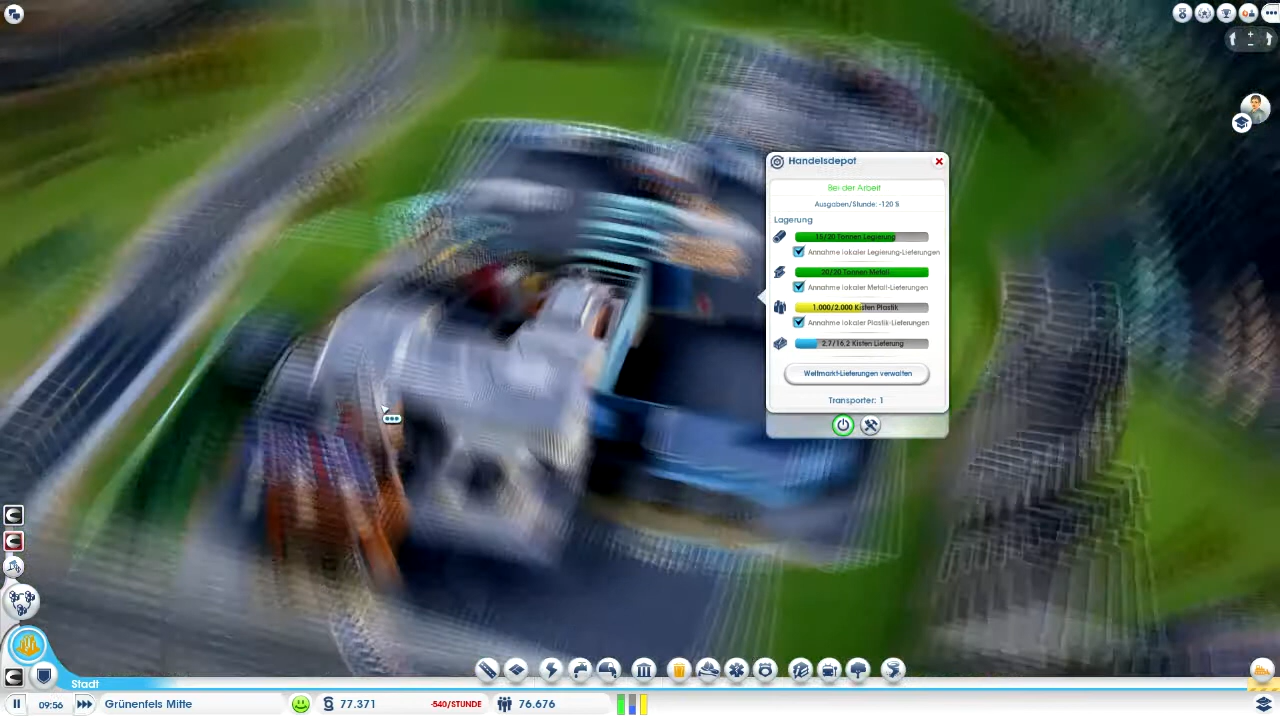 Handelsdepot
Bei der Arbeit
Ausgaben/Stunde: -120 §
Lagerung
15/20 Tonnen Legierung
Annahme lokaler Legierung-Lieferungen
20/20 Tonnen Metall
Annahme lokaler Metall-Lieferungen
1.000/2.000 Kisten Plastik
Annahme lokaler Plastik-Lieferungen
2,7/16,2 Kisten Lieferung
Weltmarkt-Lieferungen verwalten
Transporter: 1
Stadt
09:56
Grünenfels Mitte
77.371
-540/STUNDE
76.676